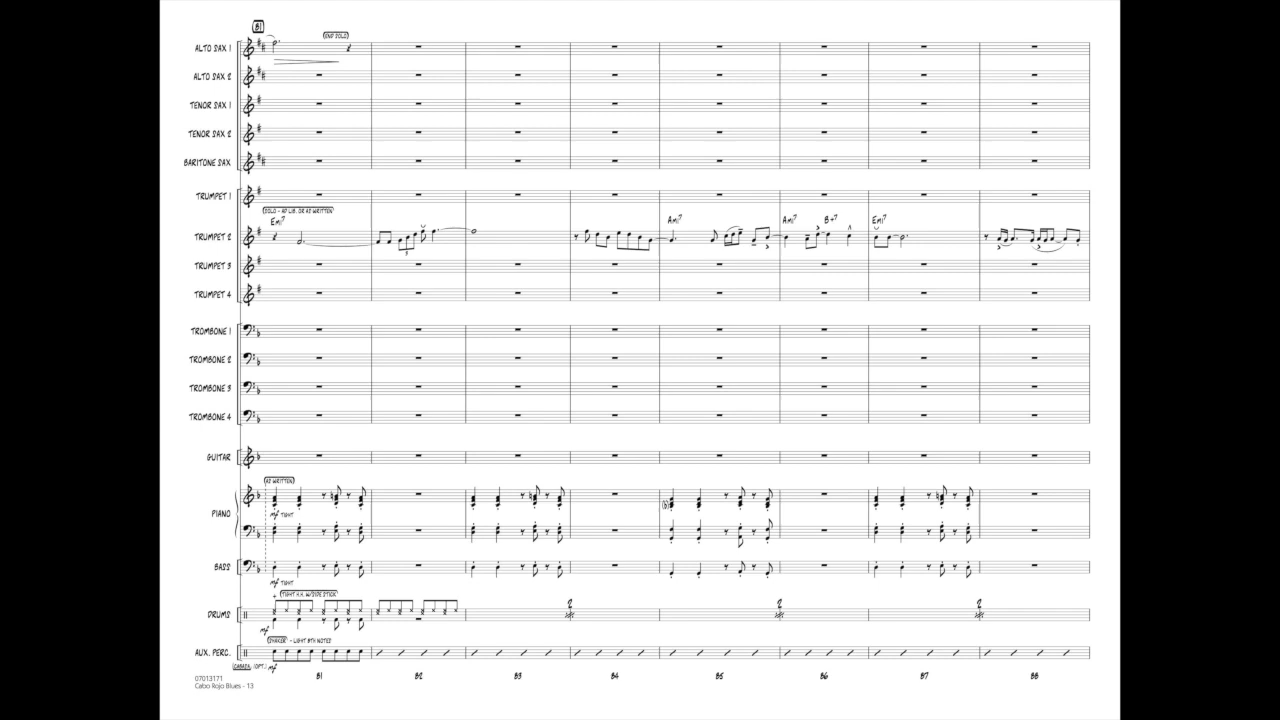 81
END SOLO
ALTO SAX 1
ALTO SAX 2
TENOR SAX 1
TENOR SAX 2
BARITONE SAX
TRUMPET 1
SOLO - AD LIB. OR AS WRITTEN
Emi7 Ami7 Ami7 B+7 Emi7
TRUMPET 2
3
TRUMPET 3
TRUMPET 4
TROMBONE 1
TROMBONE 2
TROMBONE 3
TROMBONE 4
GUITAR
AS WRITTEN
PIANO
mf TIGHT
BASS
mf TIGHT
TIGHT H.H. W/SIDE STICK
2 2 2
DRUMS
mf
SHAKER - LIGHT 8TH NOTES
AUX. PERC.
CABASA (OPT.) mf
81 82 83 84 85 86 87 88
07013171
Cabo Rojo Blues - 13